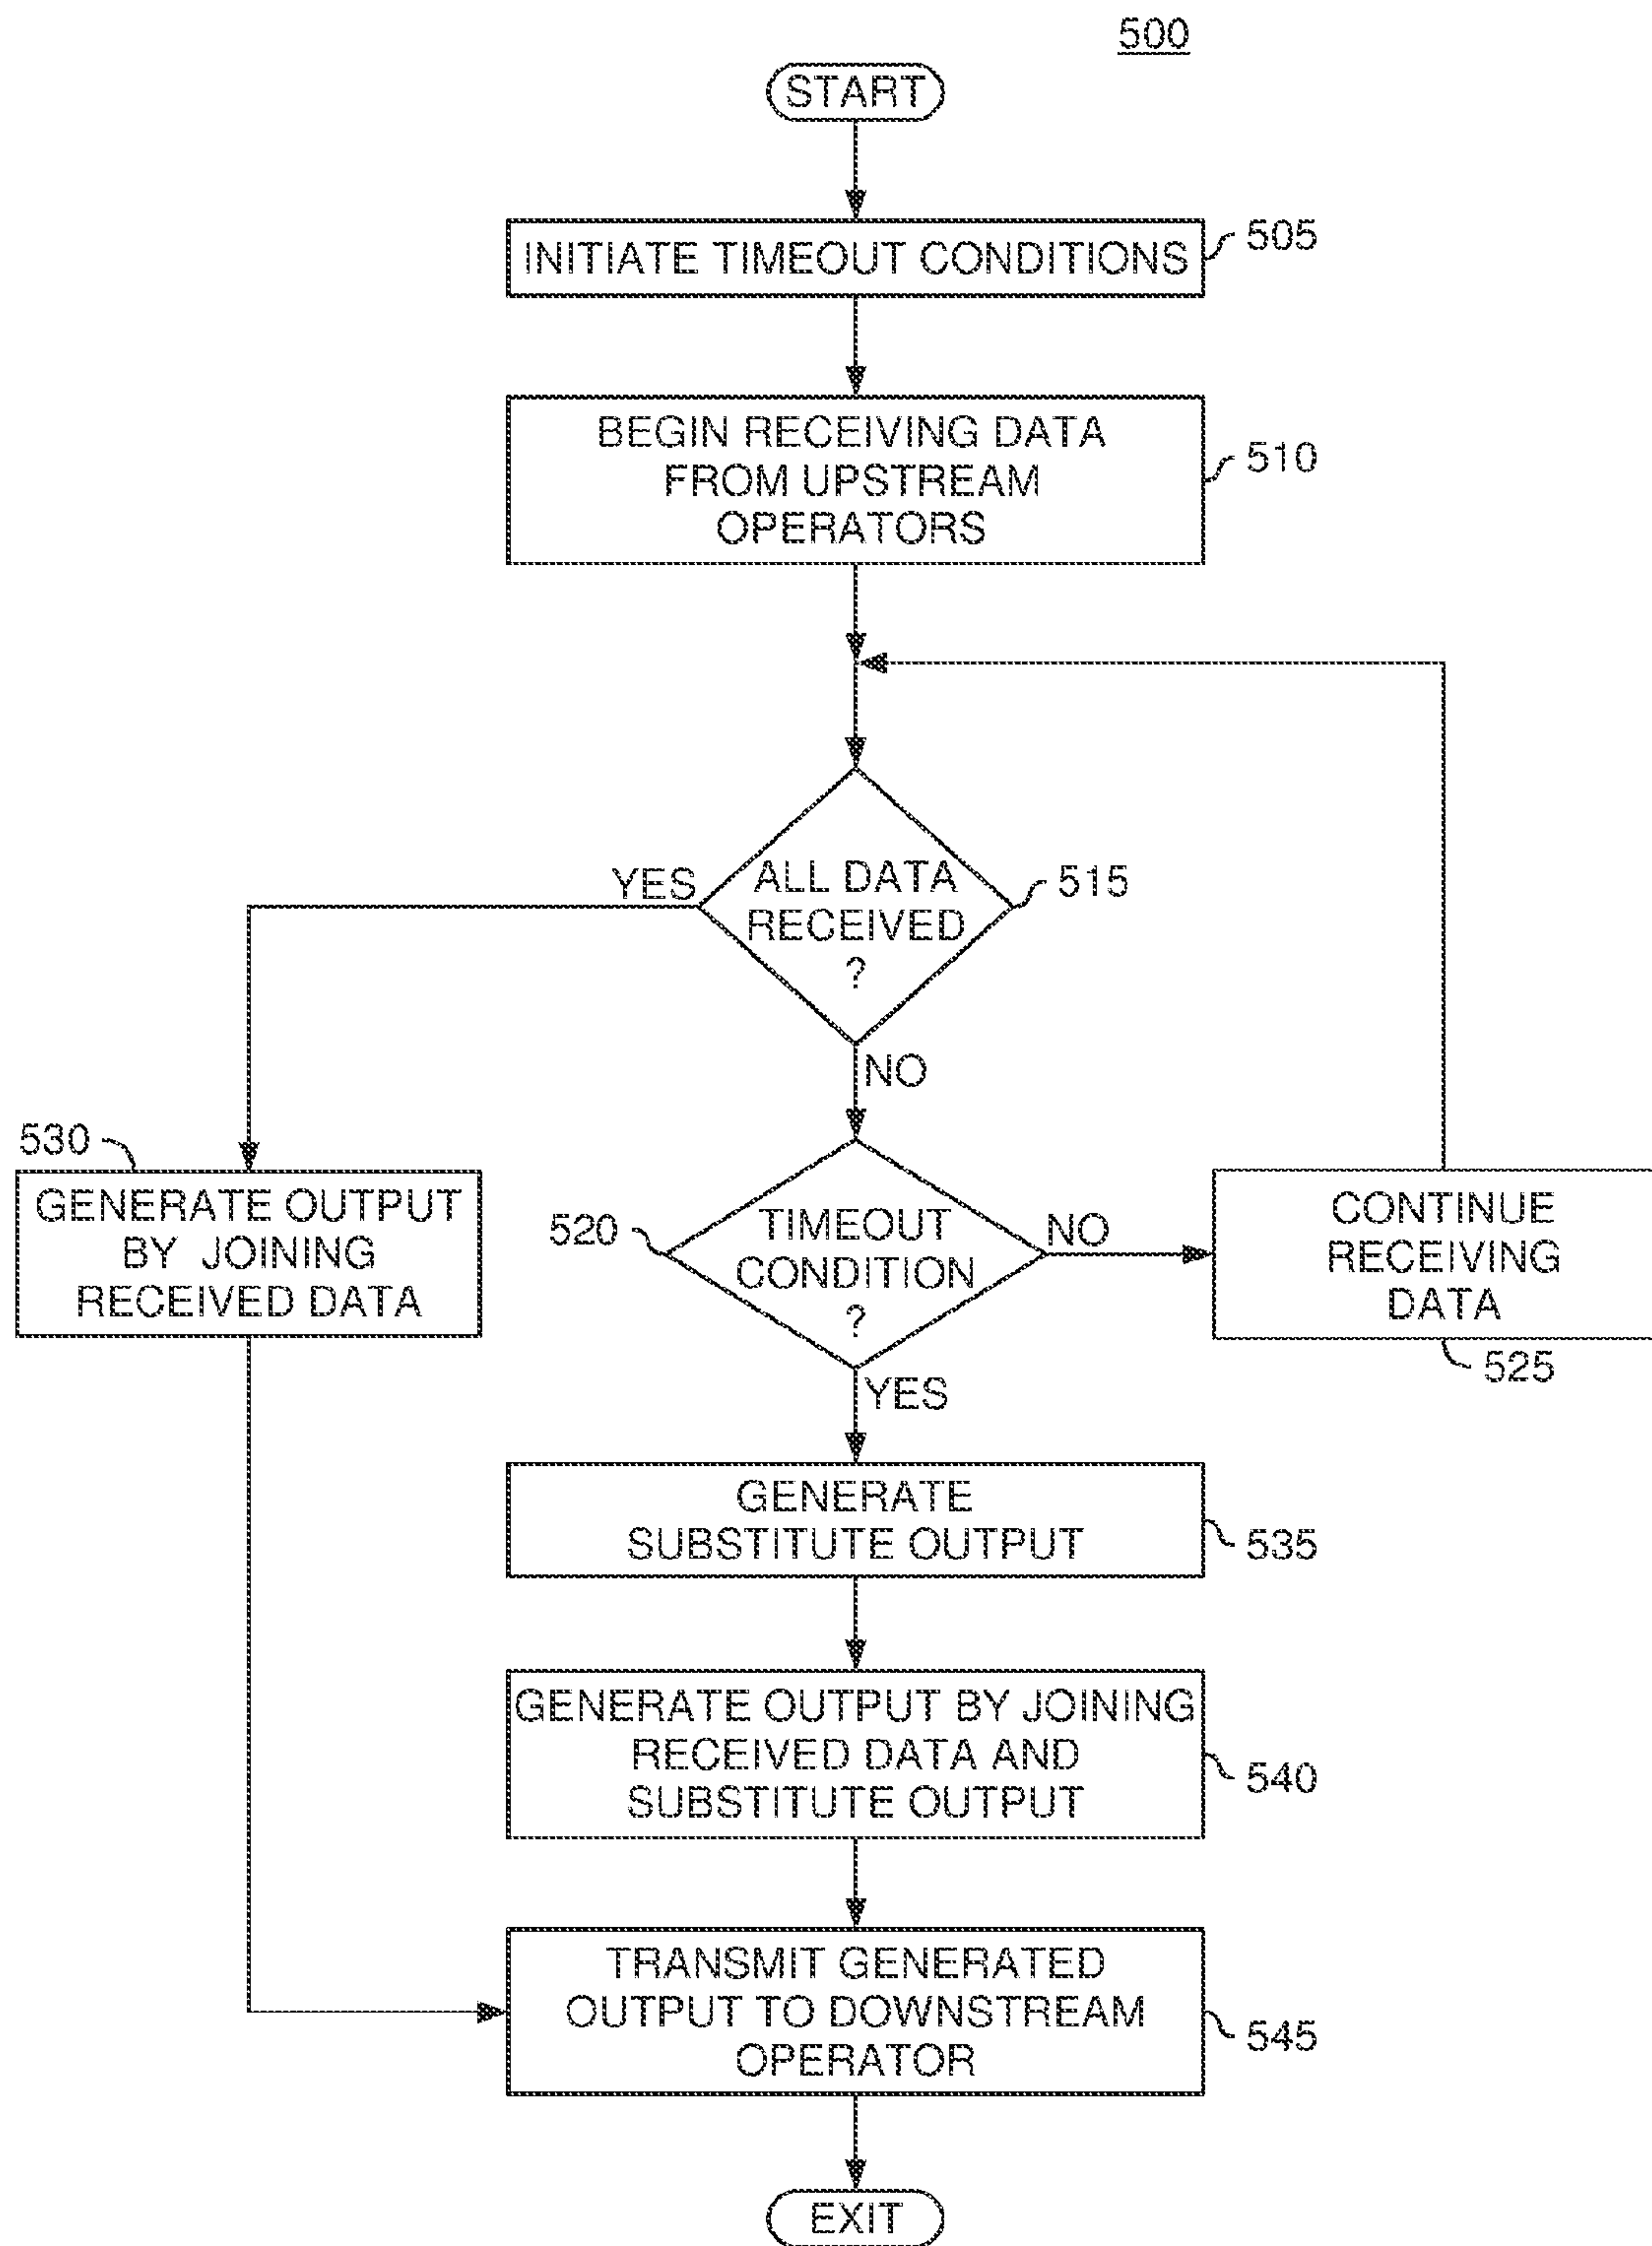 500
START
INITIATE TIMEOUT CONDITIONS
505
BEGIN RECEIVING DATA
FROM UPSTREAM
OPERATORS
510
ALL DATA
RECEIVED
?
515
YES
NO
530
GENERATE OUTPUT
BY JOINING
RECEIVED DATA
520
TIMEOUT
CONDITION
?
NO
CONTINUE
RECEIVING
DATA
525
YES
GENERATE
SUBSTITUTE OUTPUT
535
GENERATE OUTPUT BY JOINING
RECEIVED DATA AND
SUBSTITUTE OUTPUT
540
TRANSMIT GENERATED
OUTPUT TO DOWNSTREAM
OPERATOR
545
EXIT